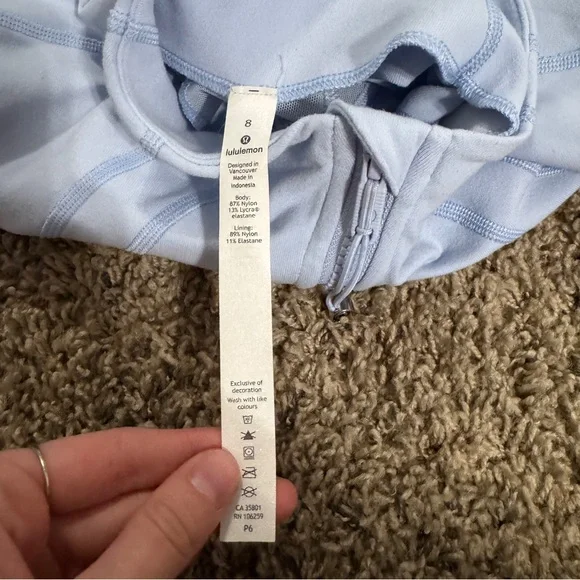 8
lululemon
Designed in
Vancouver
Made in
Indonesia
Body:
87% Nylon
13% Lycra®
elastane
Lining:
89% Nylon
11% Elastane
Exclusive of
decoration
Wash with like
colours
CA 35801
RN 106259
P6